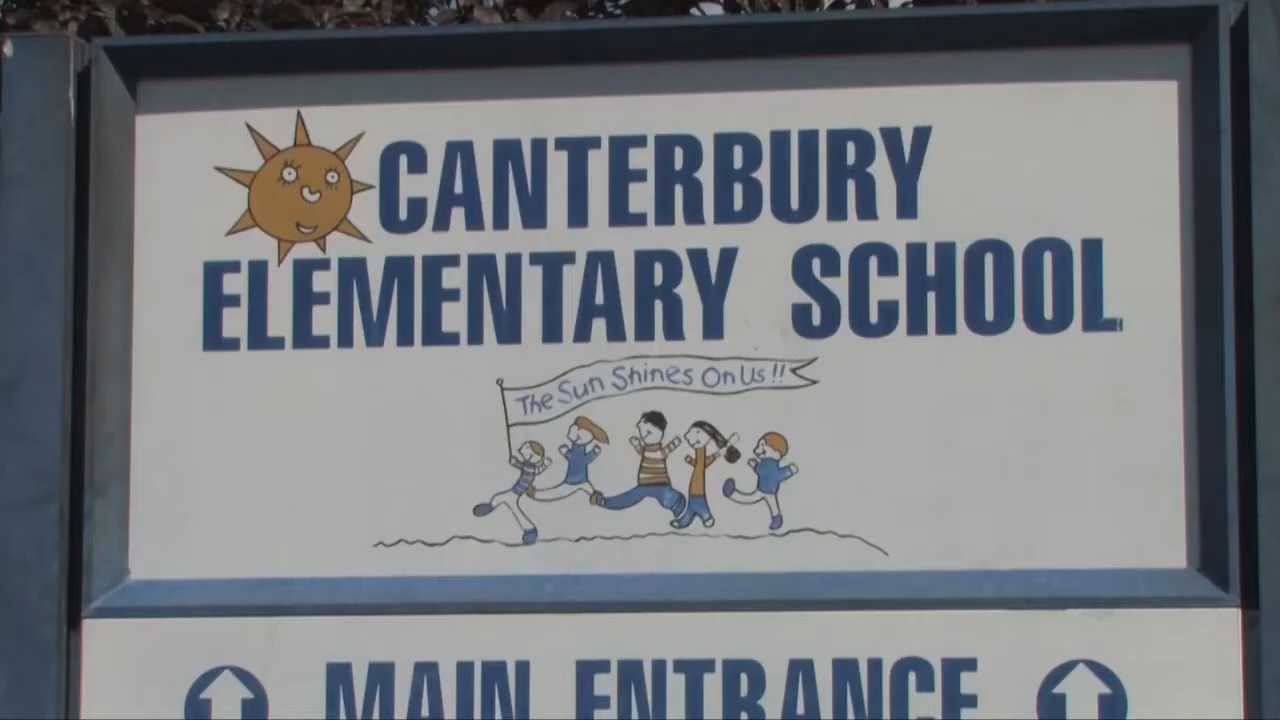 CANTERBURY
ELEMENTARY SCHOOL
The Sun Shines On Us!!
MAIN ENTRANCE